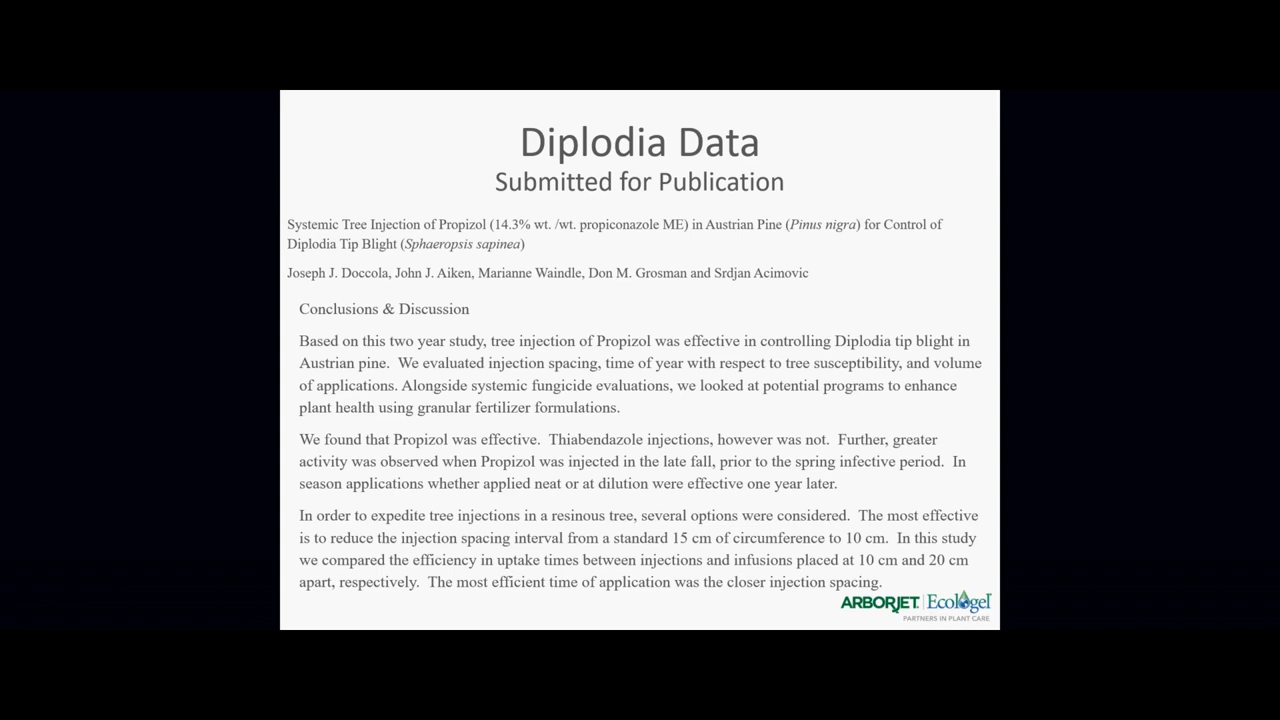 Diplodia Data
Submitted for Publication
Systemic Tree Injection of Propizol (14.3% wt. /wt. propiconazole ME) in Austrian Pine (Pinus nigra) for Control of
Diplodia Tip Blight (Sphaeropsis sapinea)
Joseph J. Doccola, John J. Aiken, Marianne Waindle, Don M. Grosman and Srdjan Acimovic
Conclusions & Discussion
Based on this two year study, tree injection of Propizol was effective in controlling Diplodia tip blight in
Austrian pine.  We evaluated injection spacing, time of year with respect to tree susceptibility, and volume
of applications. Alongside systemic fungicide evaluations, we looked at potential programs to enhance
plant health using granular fertilizer formulations.
We found that Propizol was effective.  Thiabendazole injections, however was not.  Further, greater
activity was observed when Propizol was injected in the late fall, prior to the spring infective period.  In
season applications whether applied neat or at dilution were effective one year later.
In order to expedite tree injections in a resinous tree, several options were considered.  The most effective
is to reduce the injection spacing interval from a standard 15 cm of circumference to 10 cm.  In this study
we compared the efficiency in uptake times between injections and infusions placed at 10 cm and 20 cm
apart, respectively.  The most efficient time of application was the closer injection spacing.
ARBORJET | Ecologel
PARTNERS IN PLANT CARE